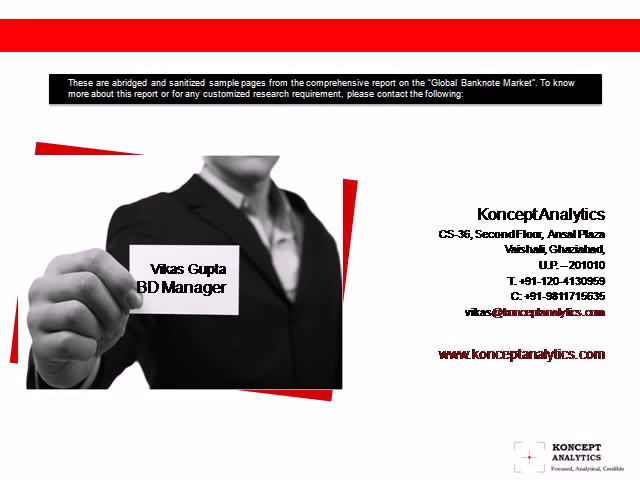 These are abridged and sanitized sample pages from the comprehensive report on the “Global Banknote Market”. To know
more about this report or for any customized research requirement, please contact the following:
Vikas Gupta
BD Manager
Koncept Analytics
CS-36, Second Floor, Ansal Plaza
Vaishali, Ghaziabad,
U.P. – 201010
T. +91-120-4130959
C: +91-9811715635
vikas@konceptanalytics.com
www.konceptanalytics.com
KONCEPT
ANALYTICS
Focused, Analytical, Credible